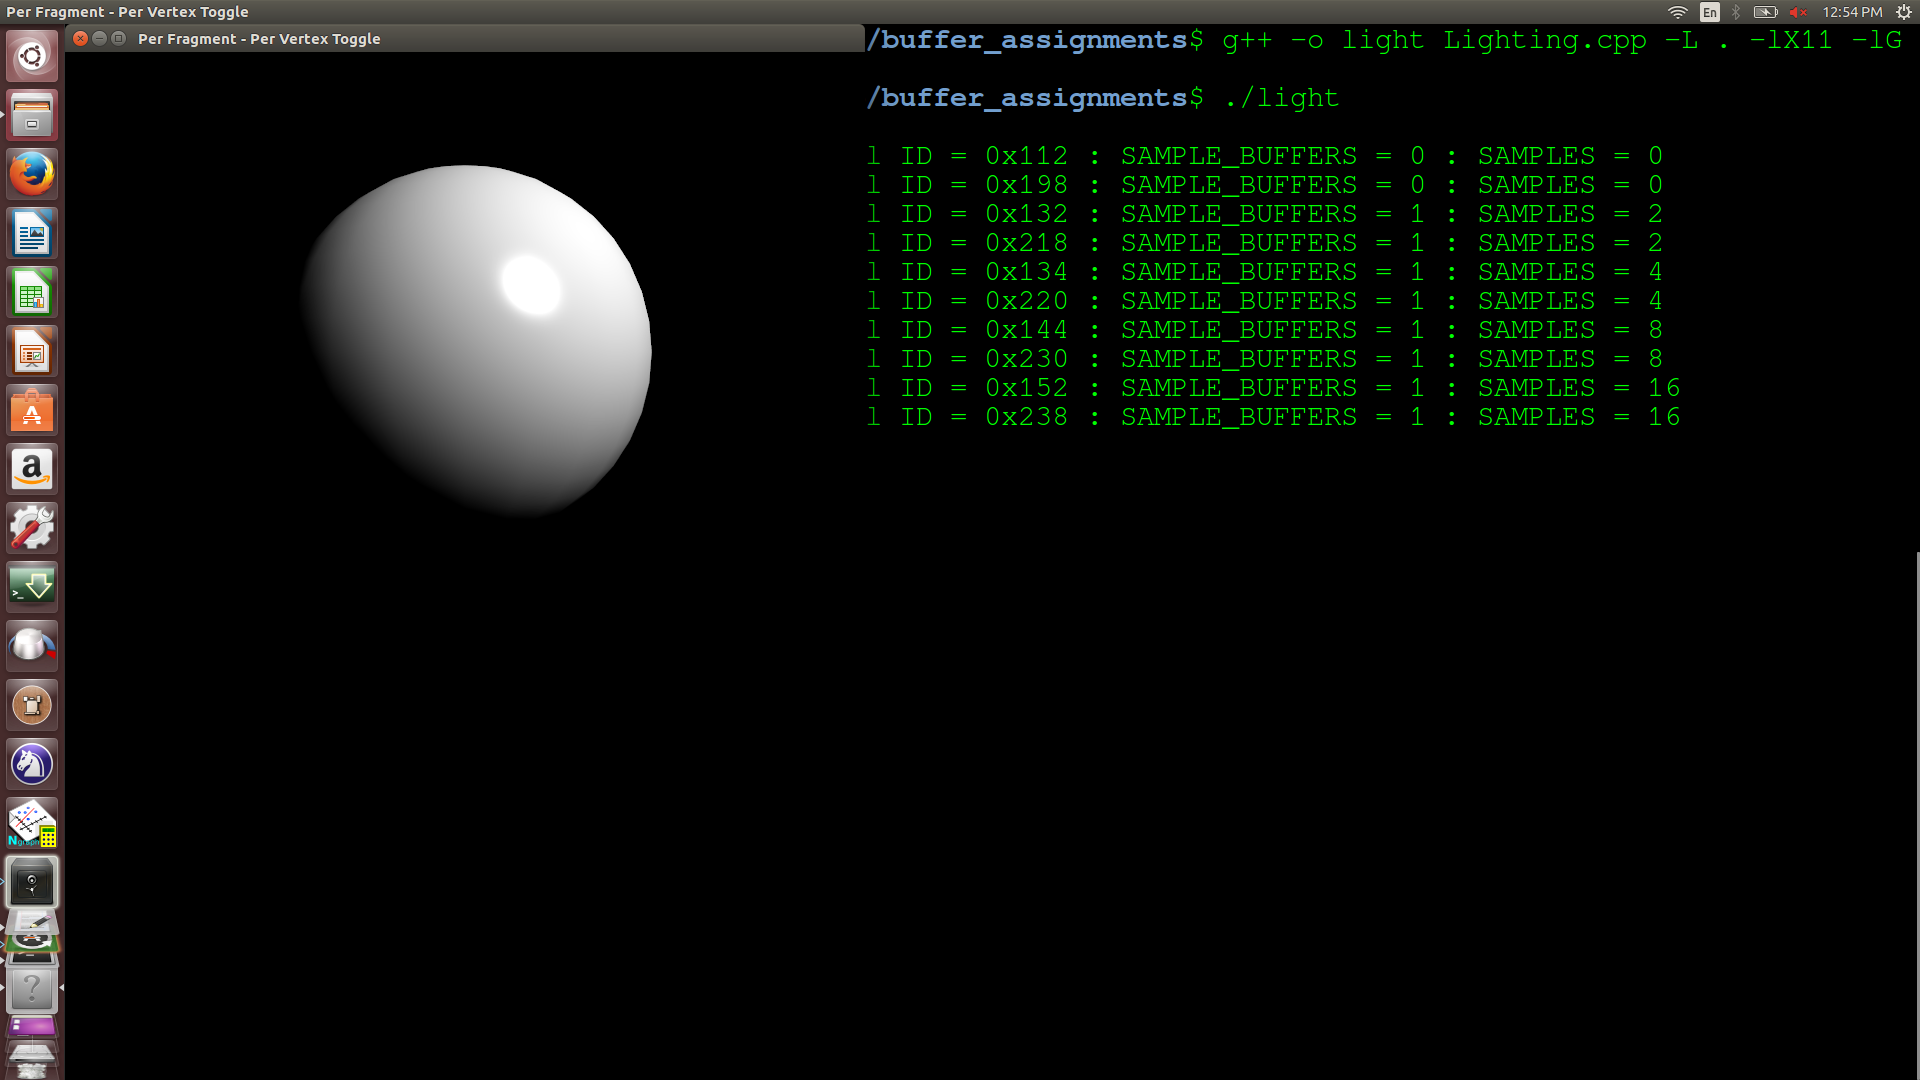 Per Fragment - Per Vertex Toggle
En
12:54 PM
Per Fragment - Per Vertex Toggle
/buffer_assignments$ g++ -o light Lighting.cpp -L . -lX11 -lG
/buffer_assignments$ ./light
l ID = 0x112 : SAMPLE_BUFFERS = 0 : SAMPLES = 0
l ID = 0x198 : SAMPLE_BUFFERS = 0 : SAMPLES = 0
l ID = 0x132 : SAMPLE_BUFFERS = 1 : SAMPLES = 2
l ID = 0x218 : SAMPLE_BUFFERS = 1 : SAMPLES = 2
l ID = 0x134 : SAMPLE_BUFFERS = 1 : SAMPLES = 4
l ID = 0x220 : SAMPLE_BUFFERS = 1 : SAMPLES = 4
l ID = 0x144 : SAMPLE_BUFFERS = 1 : SAMPLES = 8
l ID = 0x230 : SAMPLE_BUFFERS = 1 : SAMPLES = 8
l ID = 0x152 : SAMPLE_BUFFERS = 1 : SAMPLES = 16
l ID = 0x238 : SAMPLE_BUFFERS = 1 : SAMPLES = 16